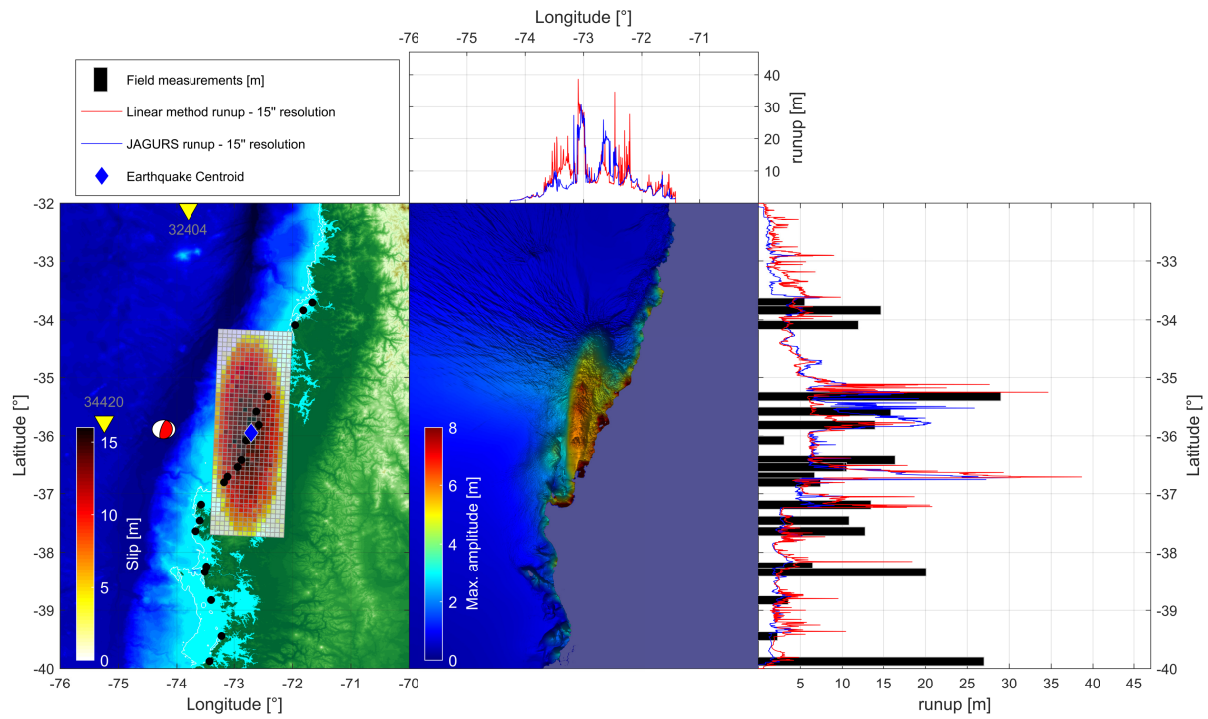 Longitude [°]
-76 -75 -74 -73 -72 -71
40
30
20
10
runup [m]
Field measurements [m]
Linear method runup - 15" resolution
JAGURS runup - 15" resolution
Earthquake Centroid
-32
-33
-34
-35
-36
-37
-38
-39
-40
Latitude [°]
32404
34420
15
10
5
0
Slip [m]
-76 -75 -74 -73 -72 -71 -70
Longitude [°]
8
6
4
2
0
Max. amplitude [m]
-33
-34
-35
-36
-37
-38
-39
-40
Latitude [°]
5 10 15 20 25 30 35 40 45
runup [m]